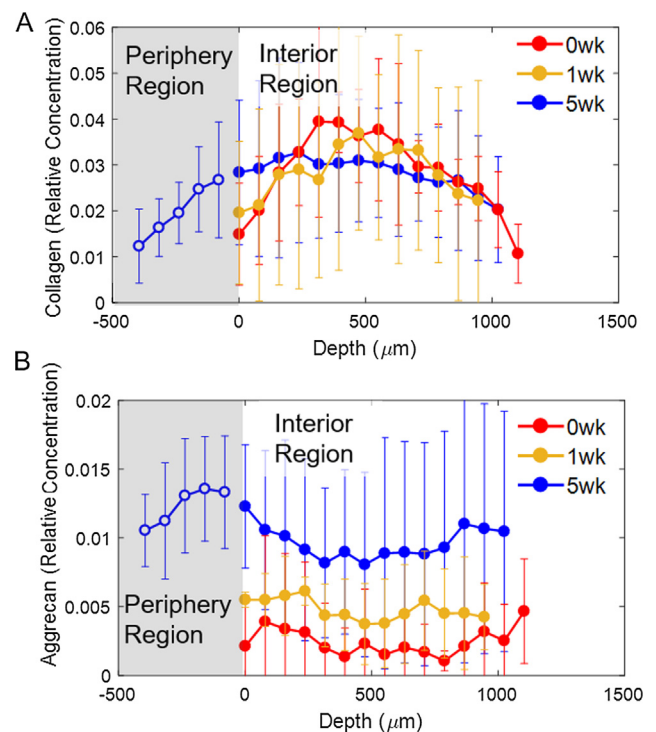 A
Collagen (Relative Concentration)
0.06
0.05
0.04
0.03
0.02
0.01
0
Periphery
Region
Interior
Region
0wk
1wk
5wk
-500
0
500
1000
1500
Depth (μm)
B
Aggrecan (Relative Concentration)
0.02
0.015
0.01
0.005
0
Interior
Region
0wk
1wk
5wk
Periphery
Region
-500
0
500
1000
1500
Depth (μm)